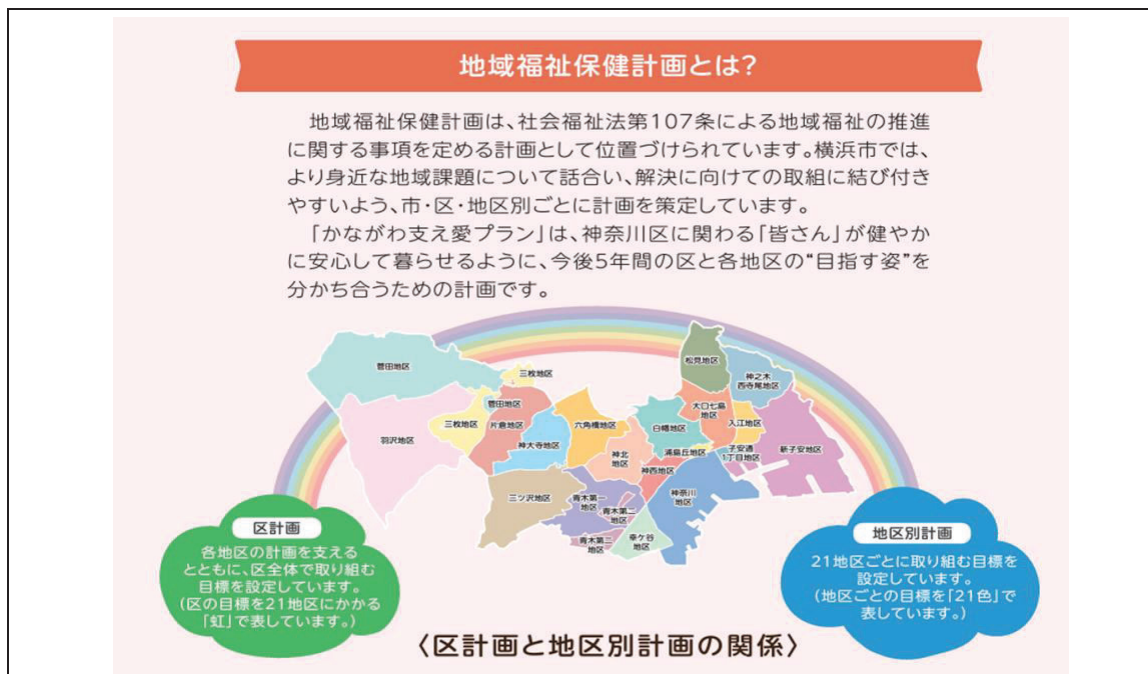 地域福祉保健計画とは?
地域福祉保健計画は、社会福祉法第107条による地域福祉の推進
に関する事項を定める計画として位置づけられています。横浜市では、
より身近な地域課題について話合い、解決に向けての取組に結び付き
やすいよう、市・区・地区別ごとに計画を策定しています。
「かながわ支え愛プラン」は、神奈川区に関わる「皆さん」が健やか
に安心して暮らせるように、今後5年間の区と各地区の“目指す姿”を
分かち合うための計画です。
菅田地区
三枚地区
松見地区
神之木
西寺尾地区
菅田地区
三枚地区
片倉地区
羽沢地区
神大寺地区
六角橋地区
神北
地区
白幡地区
大口七島
地区
入江地区
浦島丘地区
子安通
1丁目地区
新子安地区
神西地区
三ツ沢地区
青木第一
地区
青木第二
地区
神奈川
地区
青木第二
地区
幸ケ谷
地区
区計画
各地区の計画を支える
とともに、区全体で取り組む
目標を設定しています。
(区の目標を21地区にかかる
「虹」で表しています。)
地区別計画
21地区ごとに取り組む目標を
設定しています。
(地区ごとの目標を「21色」で
表しています。)
〈区計画と地区別計画の関係〉